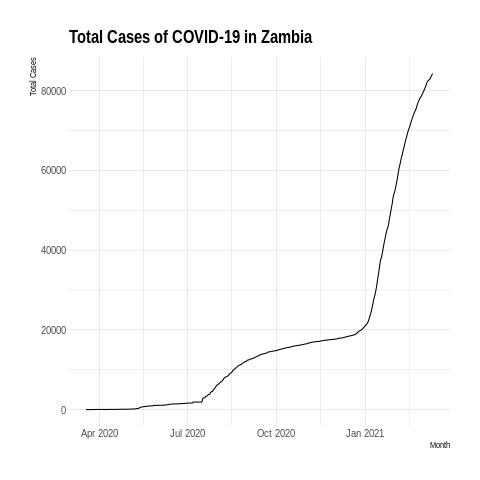 Total Cases of COVID-19 in Zambia
Total Cases
80000
60000
40000
20000
0
Apr 2020 Jul 2020 Oct 2020 Jan 2021
Month